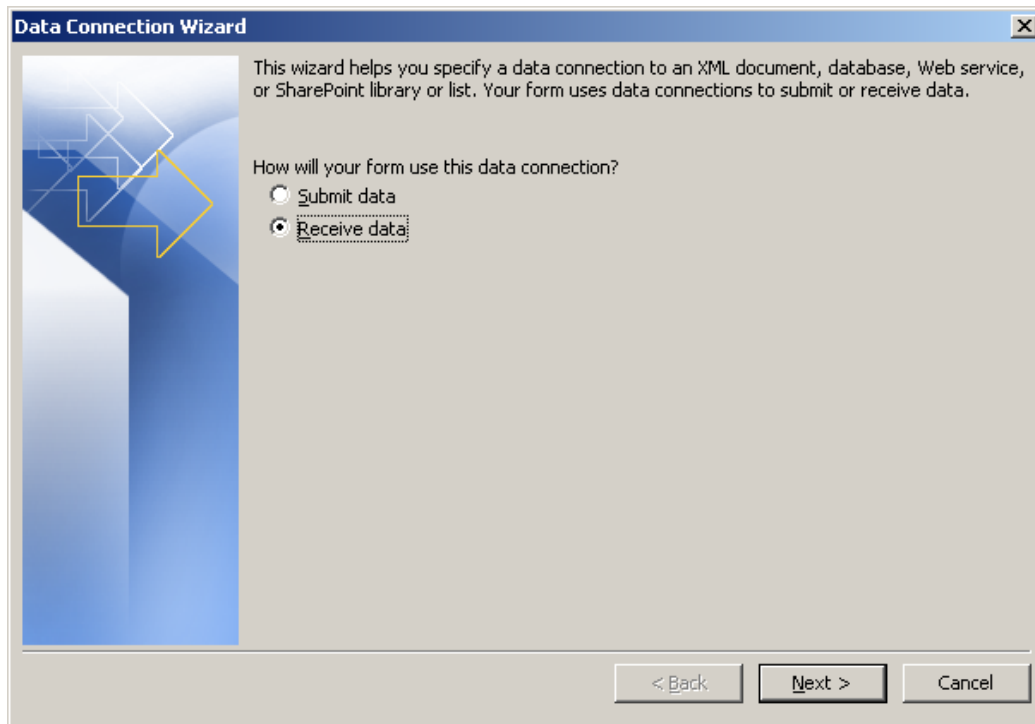 Data Connection Wizard
This wizard helps you specify a data connection to an XML document, database, Web service,
or SharePoint library or list. Your form uses data connections to submit or receive data.
How will your form use this data connection?
Submit data
Receive data
< Back Next > Cancel